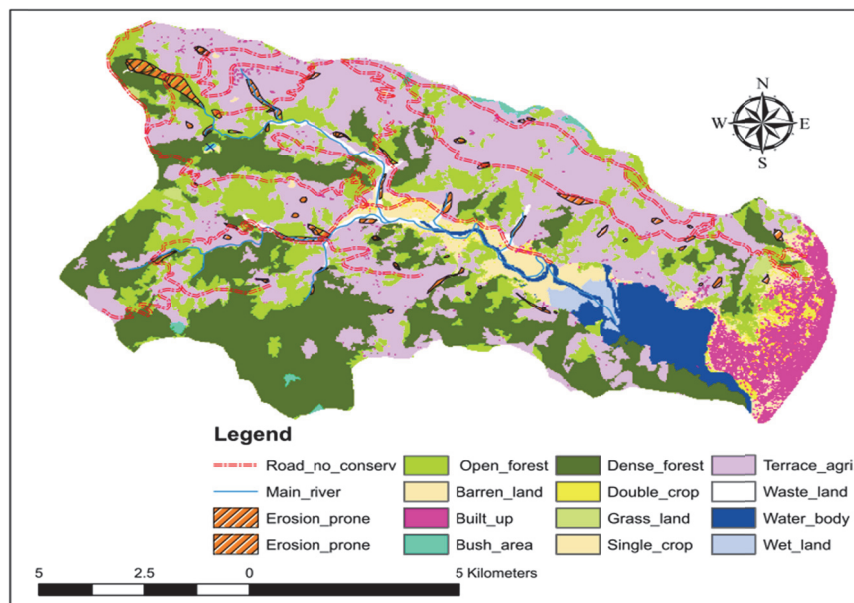 N
W E
S
Legend
Road_no_conserv Open_forest Dense_forest Terrace_agri
Main_river Barren_land Double_crop Waste_land
Erosion_prone Built_up Grass_land Water_body
Erosion_prone Bush_area Single_crop Wet_land
5 2.5 0 5 Kilometers